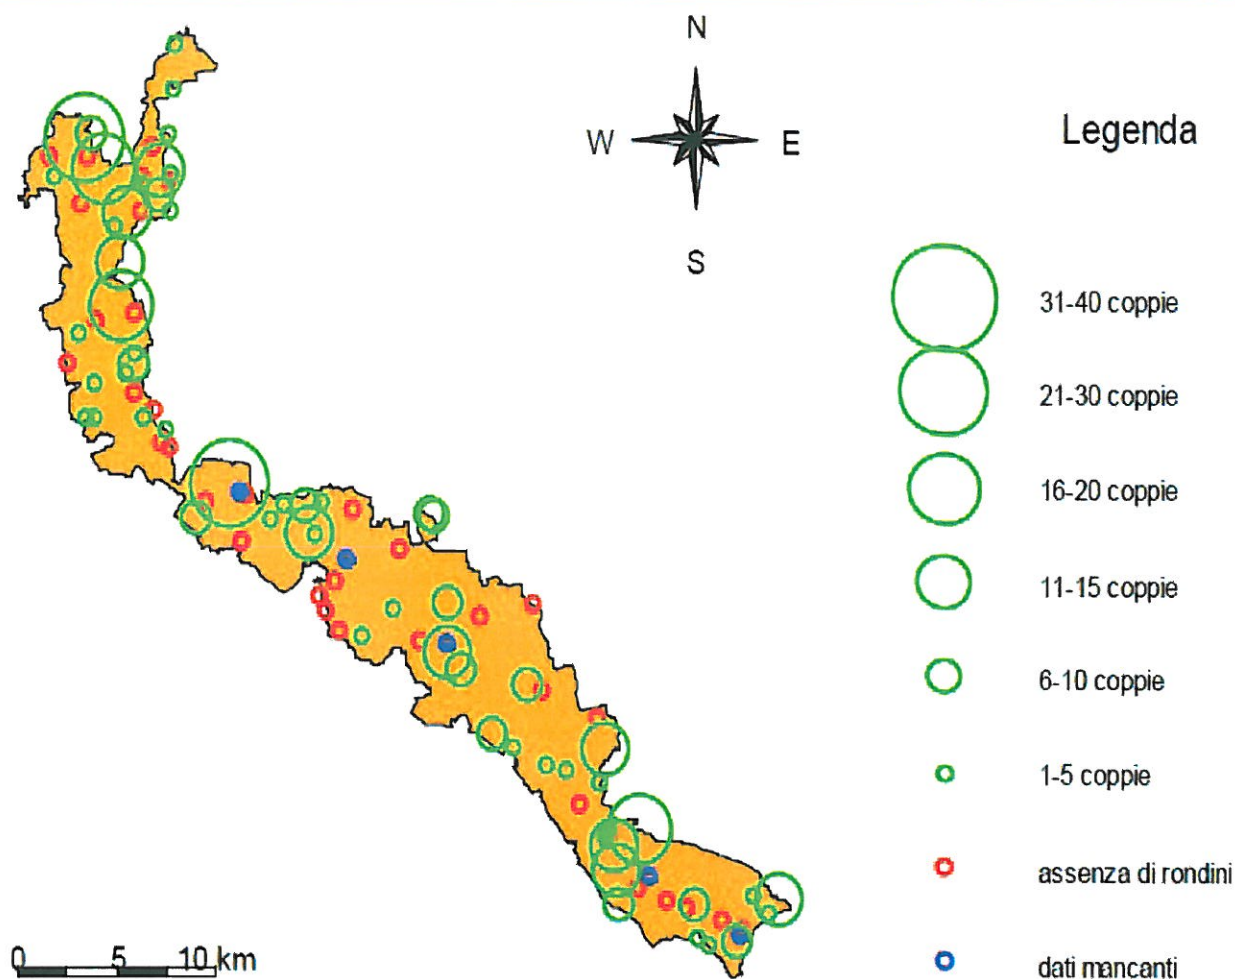 N
W E
S
Legenda
31-40 coppie
21-30 coppie
16-20 coppie
11-15 coppie
6-10 coppie
1-5 coppie
assenza di rondini
dati mancanti
0 5 10 km